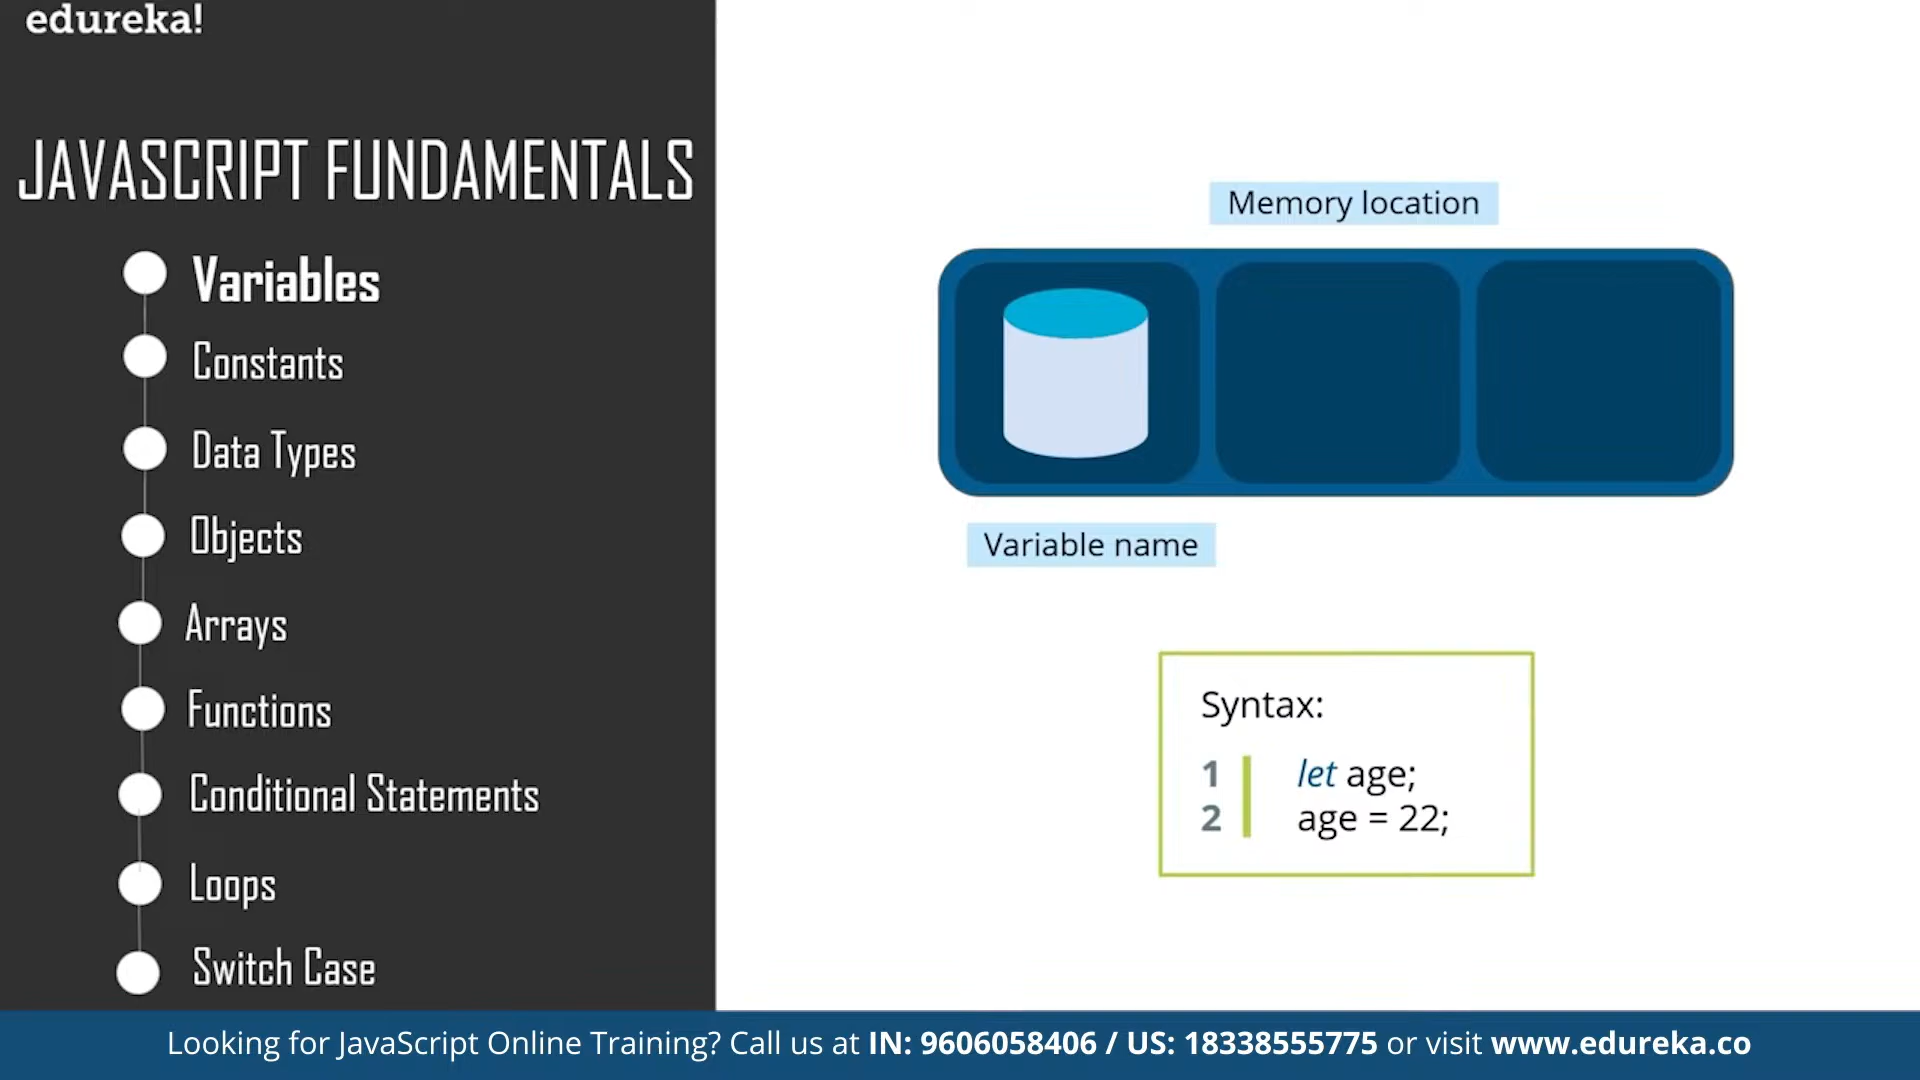 edureka!
JAVASCRIPT FUNDAMENTALS
Variables
Constants
Data Types
Objects
Arrays
Functions
Conditional Statements
Loops
Switch Case
Memory location
Variable name
Syntax:
1 let age;
2 age = 22;
Looking for JavaScript Online Training? Call us at IN: 9606058406 / US: 18338555775 or visit www.edureka.co